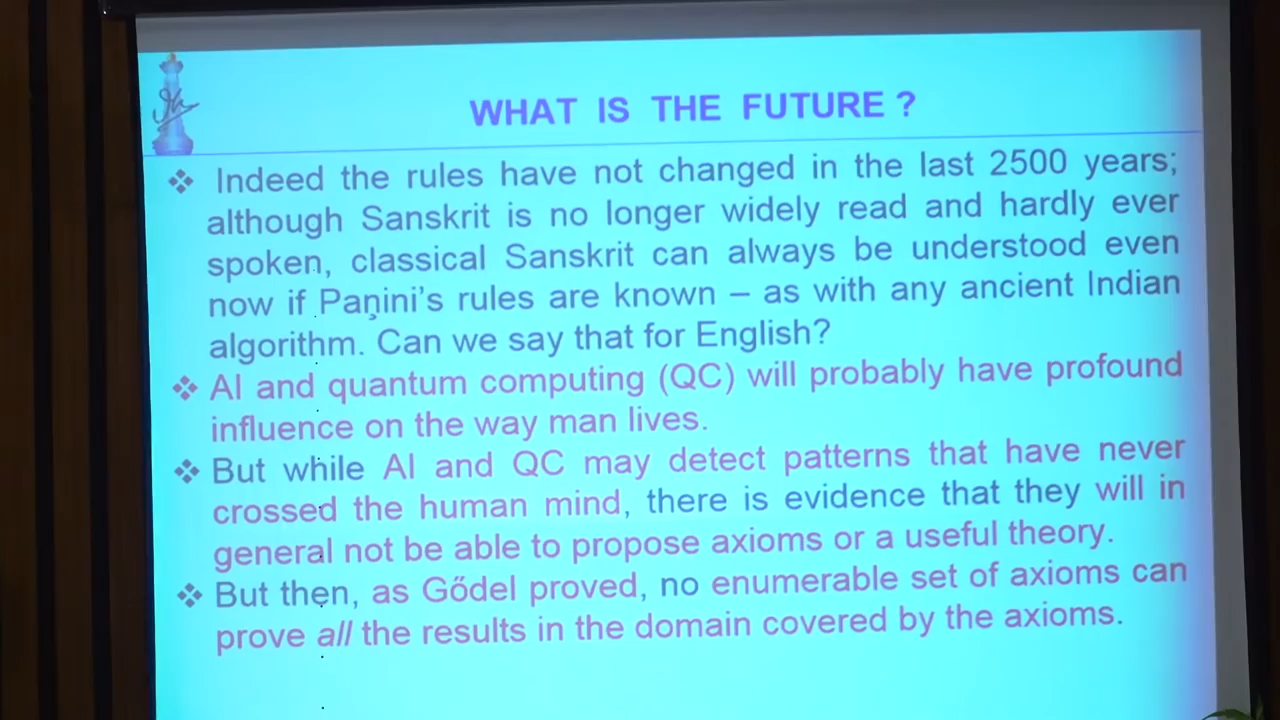 WHAT IS THE FUTURE ?
❖ Indeed the rules have not changed in the last 2500 years;
although Sanskrit is no longer widely read and hardly ever
spoken, classical Sanskrit can always be understood even
now if Paņini's rules are known – as with any ancient Indian
algorithm. Can we say that for English?
❖ AI and quantum computing (QC) will probably have profound
influence on the way man lives.
❖ But while AI and QC may detect patterns that have never
crossed the human mind, there is evidence that they will in
general not be able to propose axioms or a useful theory.
❖ But then, as Gődel proved, no enumerable set of axioms can
prove all the results in the domain covered by the axioms.